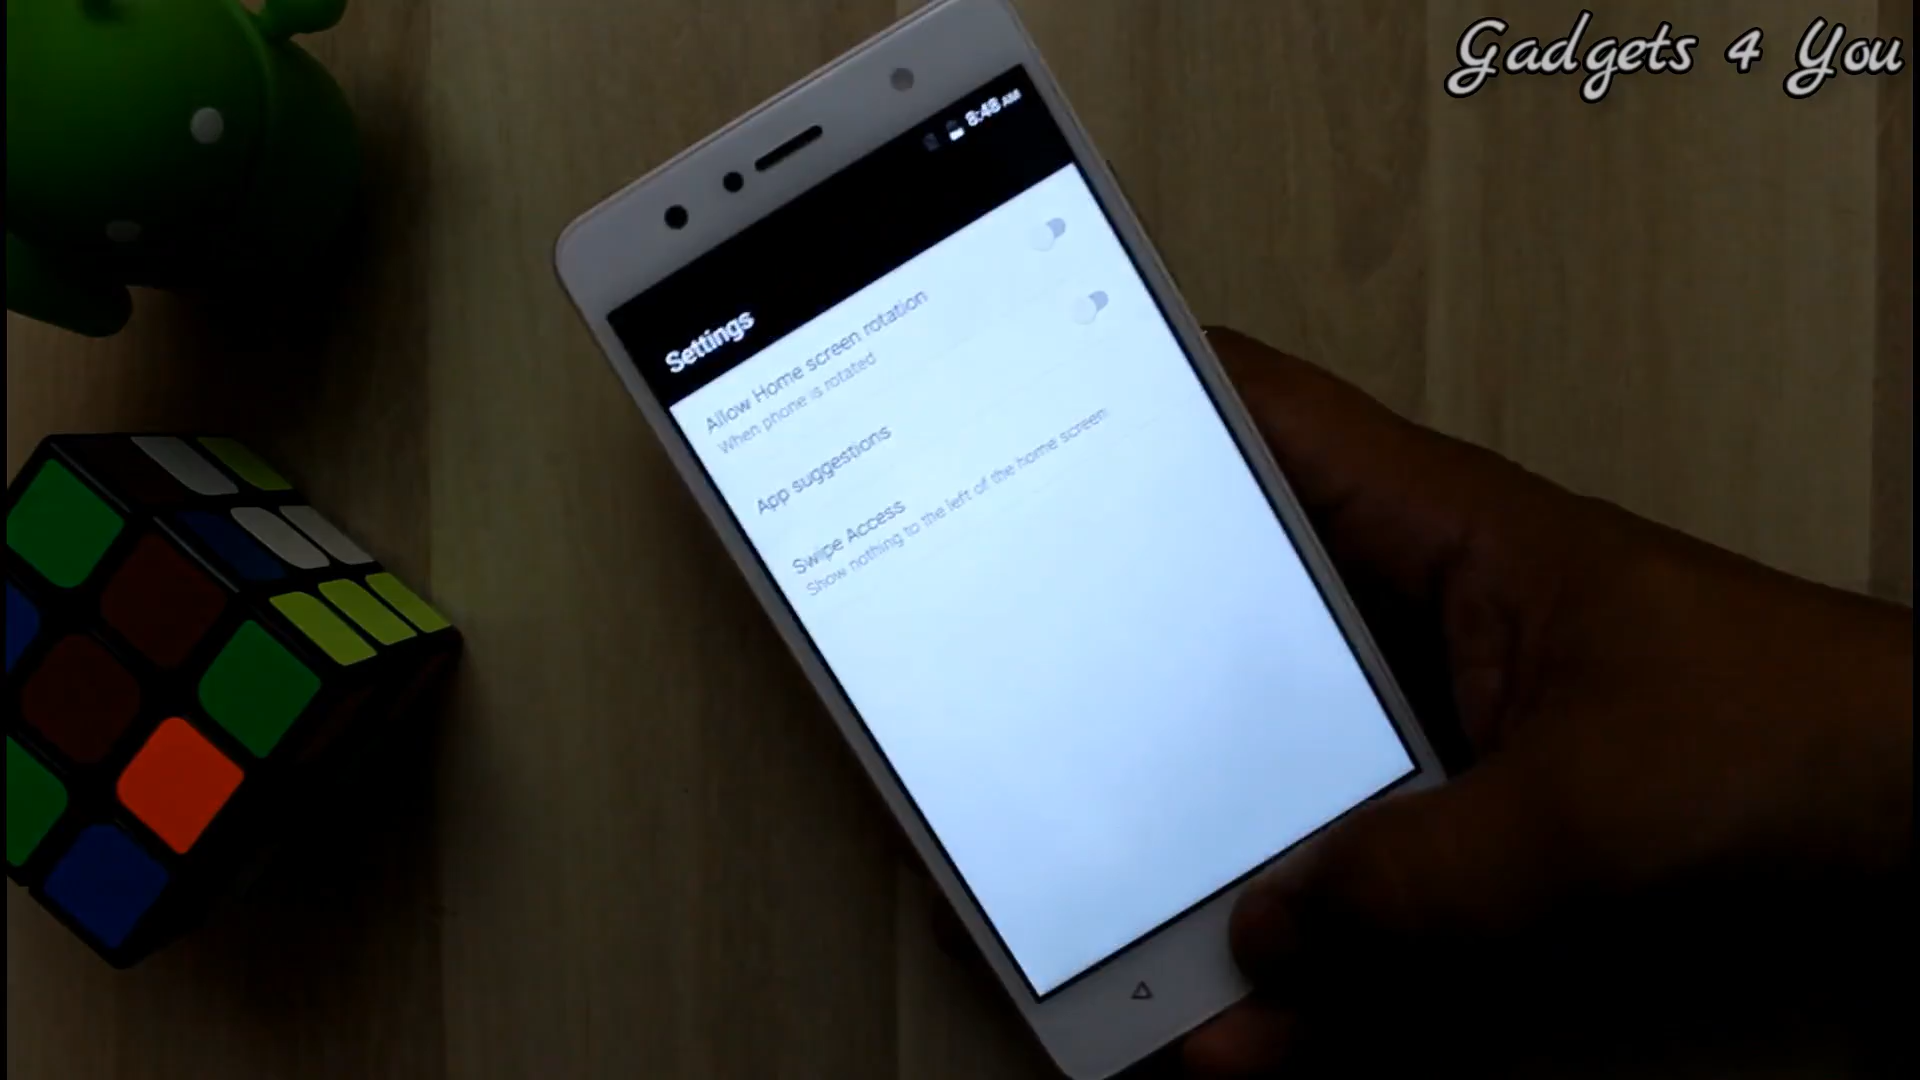 Gadgets 4 You
8:48 AM
Settings
Allow Home screen rotation
When phone is rotated
App suggestions
Swipe Access
Show nothing to the left of the home screen